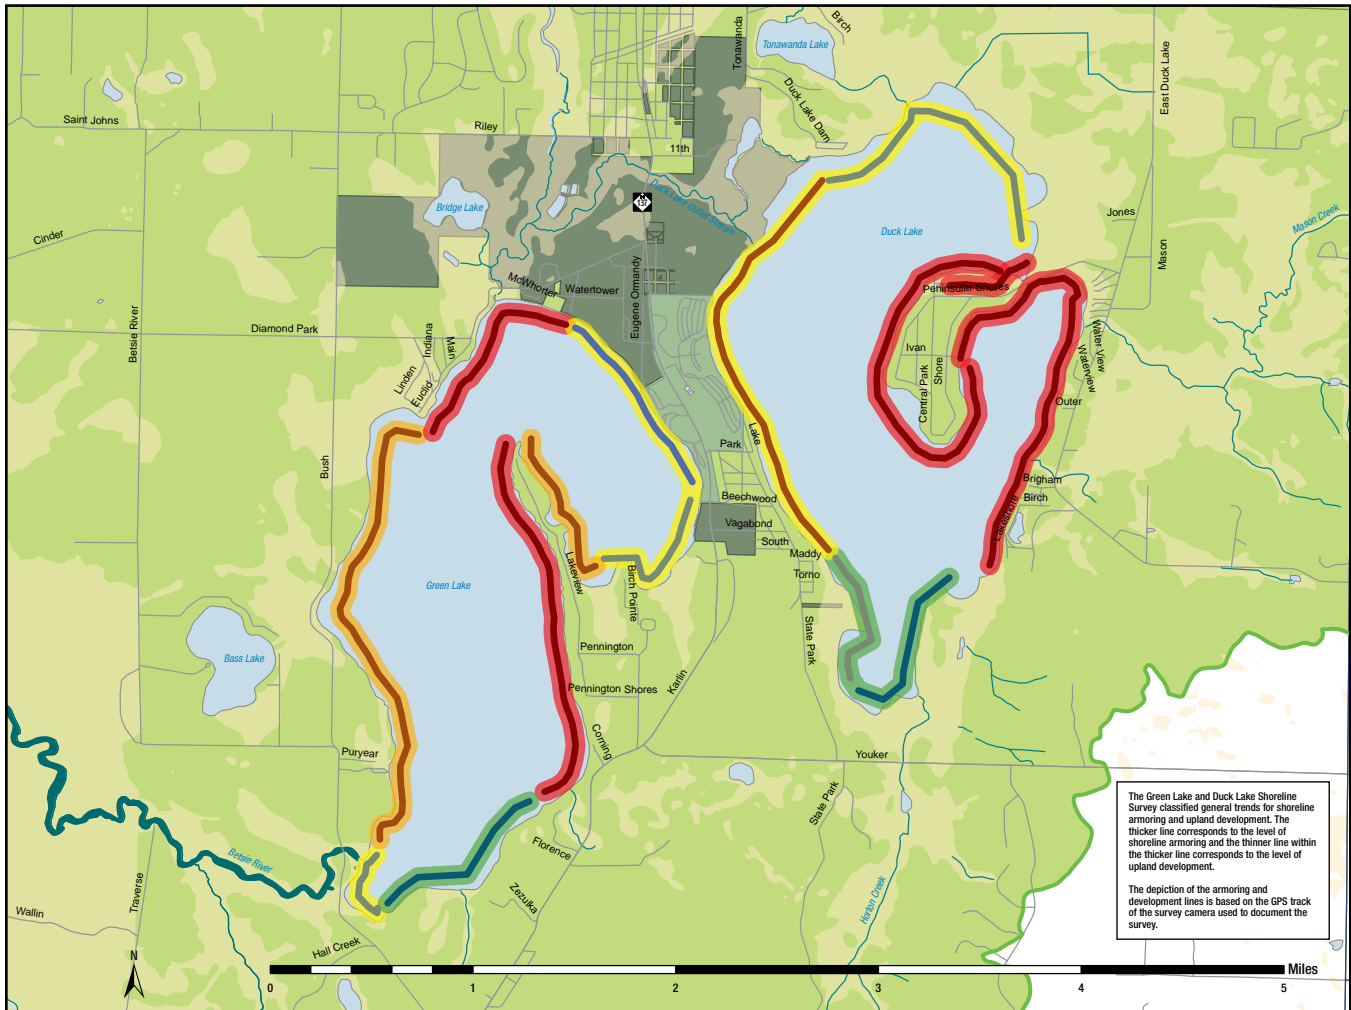 Tonawanda
Birch
Tonawanda Lake
East Duck Lake
Saint Johns
Riley
Duck Lake Dam
11th
Duck Lake Outlet Stream
137
Bridge Lake
Duck Lake
Jones
Mason Creek
Cinder
Mason
McWhorter
Watertower
Eugene Ormandy
Peninsular Shores
Betsie River
Diamond Park
Indiana
Main
Linden
Euclid
Ivan
Shore
Central Park
Water View
Waterview
Outer
Lake
Park
Bush
Beechwood
Vagabond
South
Maddy
Torno
Brigham
Birch
Lakeshore
Lakeview
Birch Pointe
Green Lake
State Park
Bass Lake
Pennington
Pennington Shores
Karlin
Corning
Puryear
Youker
State Park
Florence
Betsie River
Zezulka
Traverse
Wallin
Hall Creek
Horton Creek
The Green Lake and Duck Lake Shoreline
Survey classified general trends for shoreline
armoring and upland development. The
thicker line corresponds to the level of
shoreline armoring and the thinner line within
the thicker line corresponds to the level of
upland development.
The depiction of the armoring and
development lines is based on the GPS track
of the survey camera used to document the
survey.
N
Miles
0 1 2 3 4 5